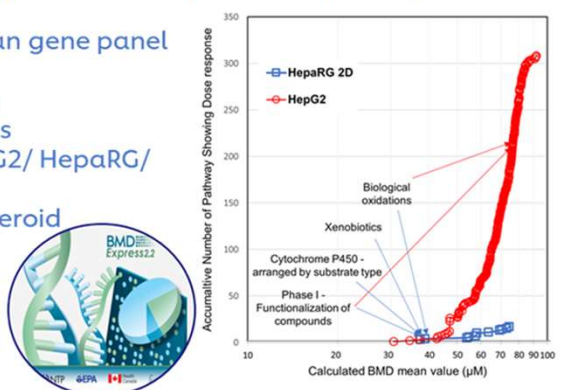 an gene panel
s
G2/ HepaRG/
eroid
BMD
Express2.2
NTP
EPA
Accumaltive Number of Pathway Showing Dose response
350
300
250
200
150
100
50
0
HepaRG 2D
HepG2
Biological
oxidations
Xenobiotics
Cytochrome P450 -
arranged by substrate type
Phase I -
Functionalization of
compounds
10 20 30 40 50 60 70 80 90 100
Calculated BMD mean value (µM)